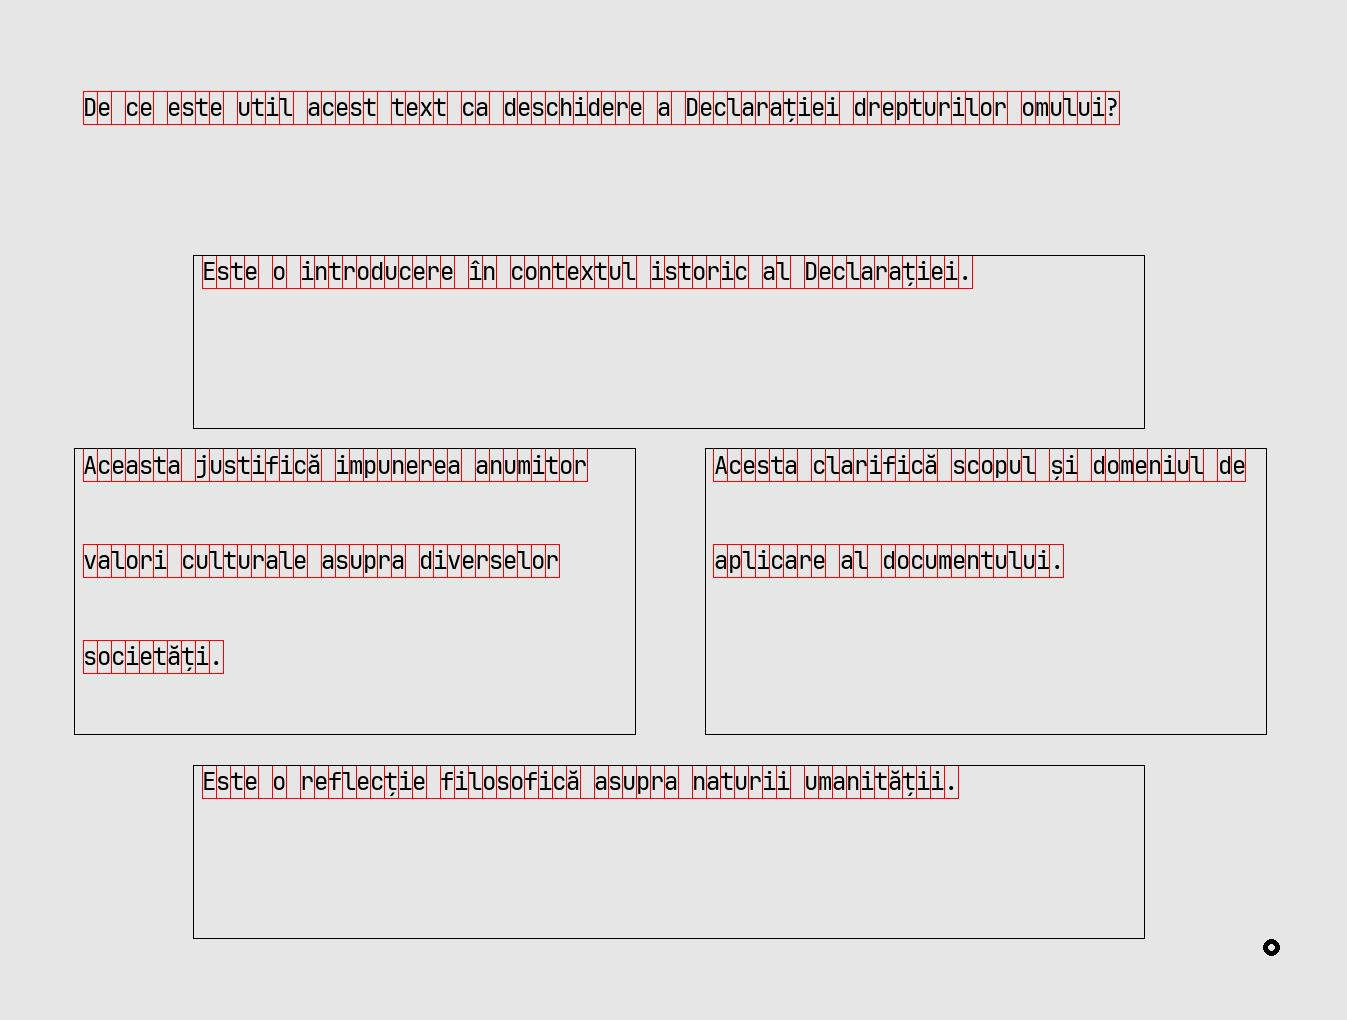 De ce este util acest text ca deschidere a Declarației drepturilor omului?
Este o introducere în contextul istoric al Declarației.
Aceasta justifică impunerea anumitor
valori culturale asupra diverselor
societăți.
Acesta clarifică scopul și domeniul de
aplicare al documentului.
Este o reflecție filosofică asupra naturii umanității.